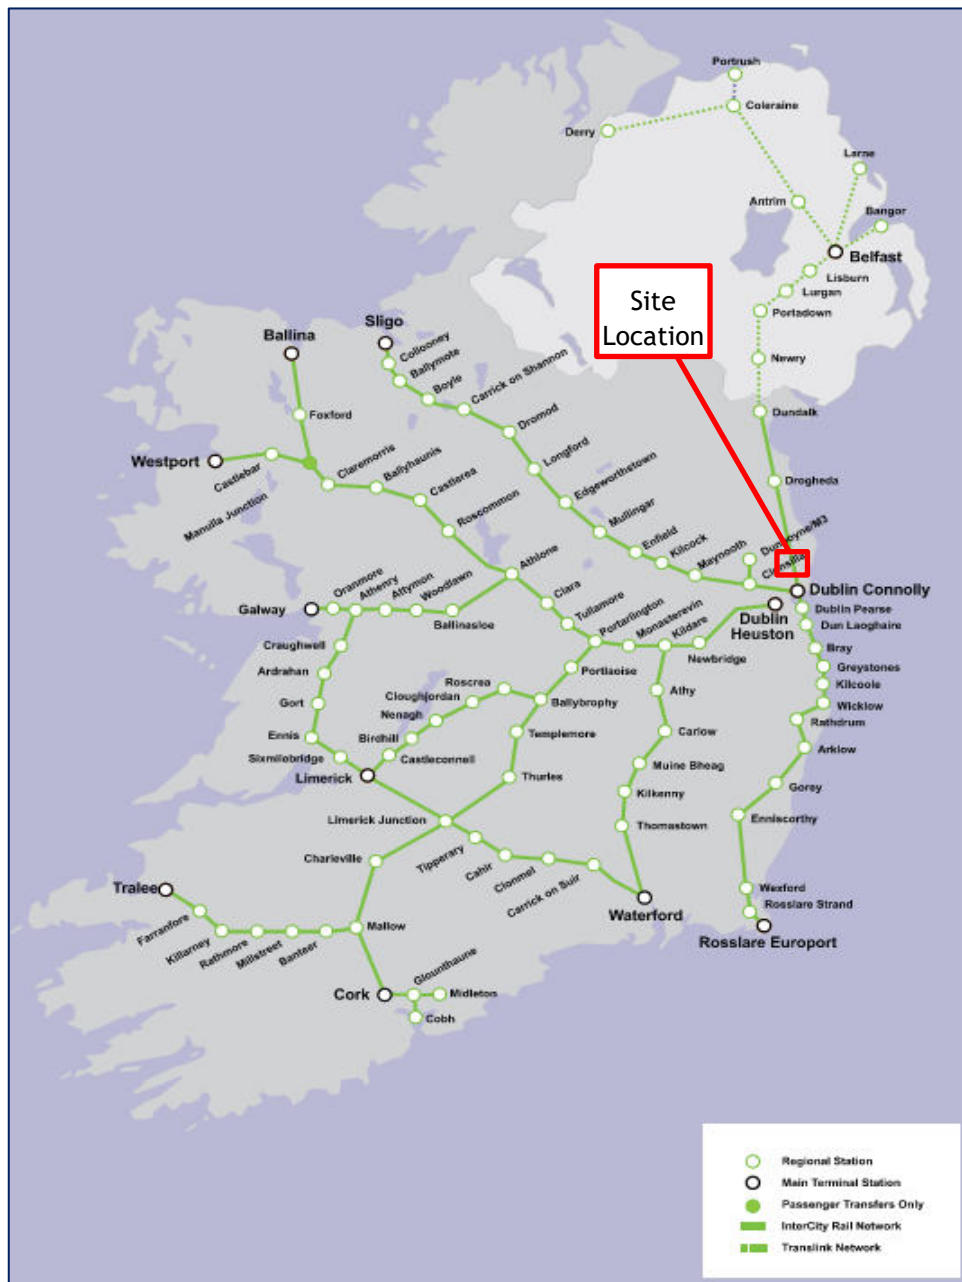 Portrush
Coleraine
Derry
Larne
Antrim
Bangor
Belfast
Lisburn
Lurgan
Portadown
Newry
Dundalk
Site
Location
Sligo
Collooney
Ballymote
Boyle
Carrick on Shannon
Dromod
Longford
Edgeworthstown
Mullingar
Enfield
Kilcock
Maynooth
Drogheda
Ballina
Foxford
Westport
Castlebar
Manulla Junction
Claremorris
Ballyhaunis
Castlerea
Roscommon
Athlone
Dublin Connolly
Dublin
Heuston
Dublin Pearse
Dun Laoghaire
Bray
Greystones
Kilcoole
Wicklow
Rathdrum
Arklow
Gorey
Enniscorthy
Wexford
Rosslare Strand
Rosslare Europort
Galway
Oranmore
Athenry
Attymon
Woodlawn
Ballinasloe
Clara
Tullamore
Portarlington
Monasterevin
Kildare
Newbridge
Craughwell
Ardrahan
Gort
Ennis
Sixmilebridge
Limerick
Portlaoise
Roscrea
Cloughjordan
Nenagh
Birdhill
Castleconnell
Ballybrophy
Templemore
Thurles
Athy
Carlow
Muine Bheag
Kilkenny
Thomastown
Waterford
Limerick Junction
Tipperary
Cahir
Clonmel
Carrick on Suir
Charleville
Mallow
Tralee
Farranfore
Killarney
Rathmore
Millstreet
Banteer
Cork
Glounthaune
Midleton
Cobh
Regional Station
Main Terminal Station
Passenger Transfers Only
InterCity Rail Network
Translink Network